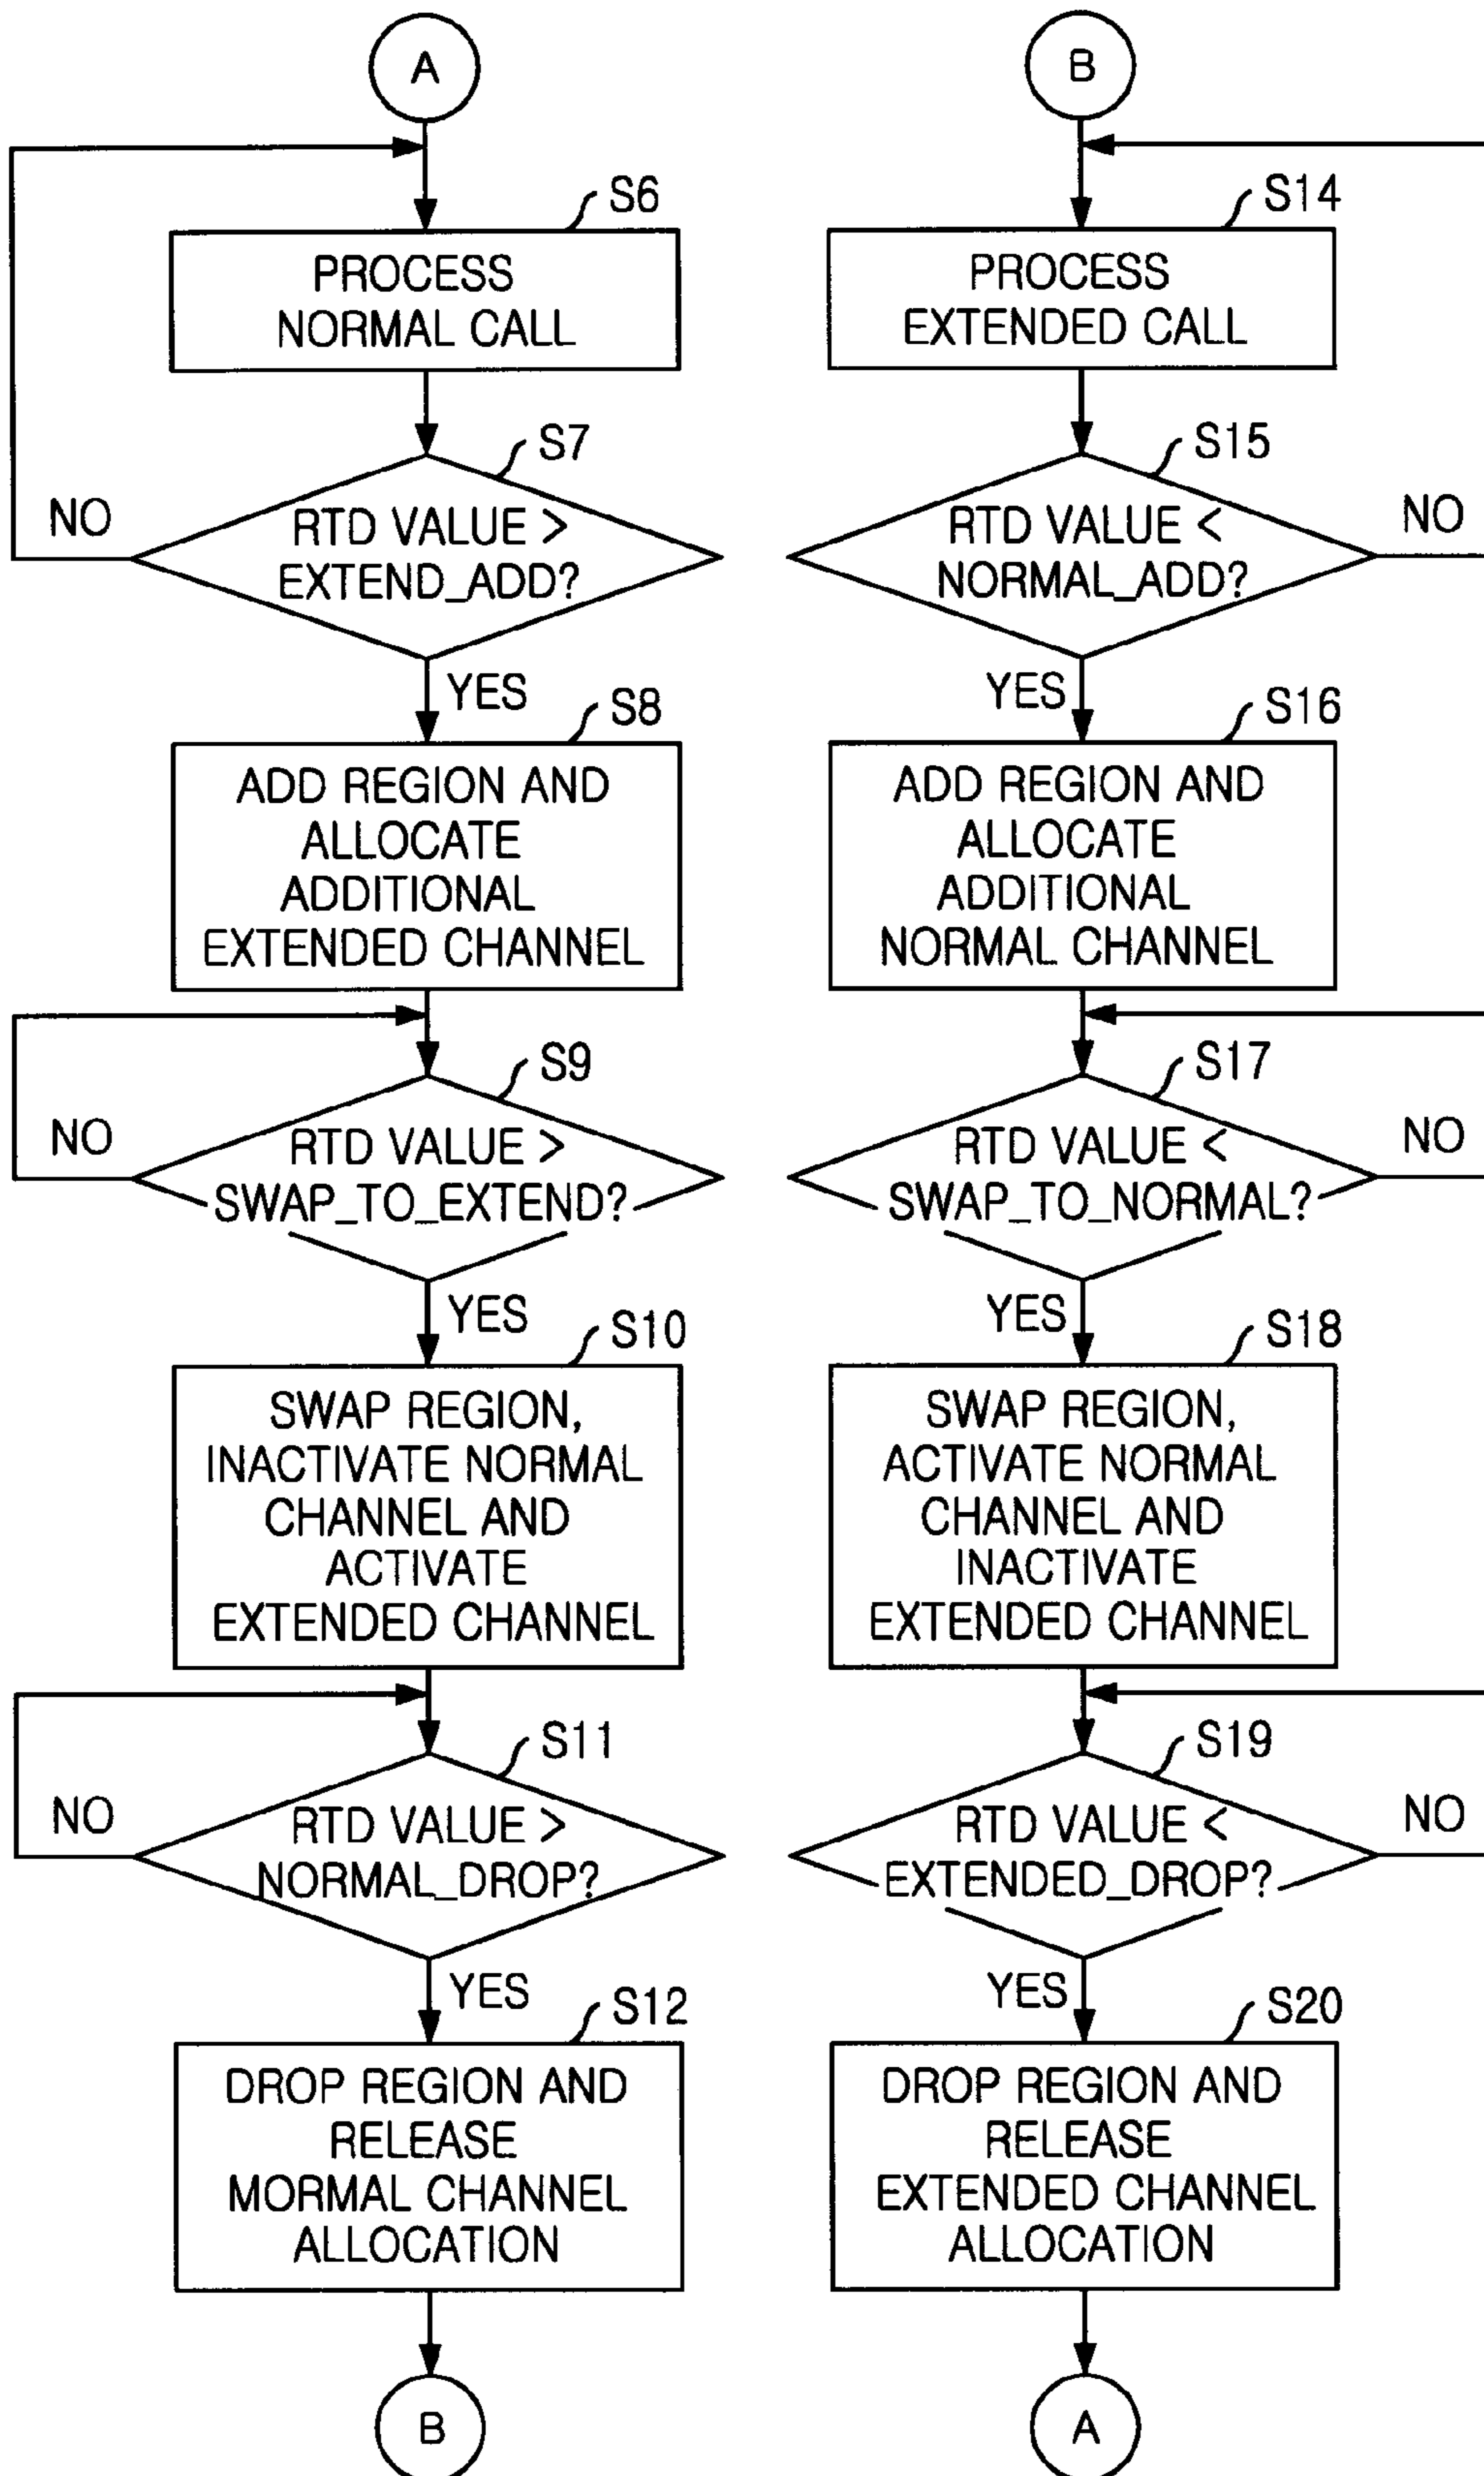 A
S6
PROCESS
NORMAL CALL
S7
RTD VALUE >
EXTEND_ADD?
NO
YES
S8
ADD REGION AND
ALLOCATE
ADDITIONAL
EXTENDED CHANNEL
S9
RTD VALUE >
SWAP_TO_EXTEND?
NO
YES
S10
SWAP REGION,
INACTIVATE NORMAL
CHANNEL AND
ACTIVATE
EXTENDED CHANNEL
S11
RTD VALUE >
NORMAL_DROP?
NO
YES
S12
DROP REGION AND
RELEASE
MORMAL CHANNEL
ALLOCATION
B
B
S14
PROCESS
EXTENDED CALL
S15
RTD VALUE <
NORMAL_ADD?
NO
YES
S16
ADD REGION AND
ALLOCATE
ADDITIONAL
NORMAL CHANNEL
S17
RTD VALUE <
SWAP_TO_NORMAL?
NO
YES
S18
SWAP REGION,
ACTIVATE NORMAL
CHANNEL AND
INACTIVATE
EXTENDED CHANNEL
S19
RTD VALUE <
EXTENDED_DROP?
NO
YES
S20
DROP REGION AND
RELEASE
EXTENDED CHANNEL
ALLOCATION
A